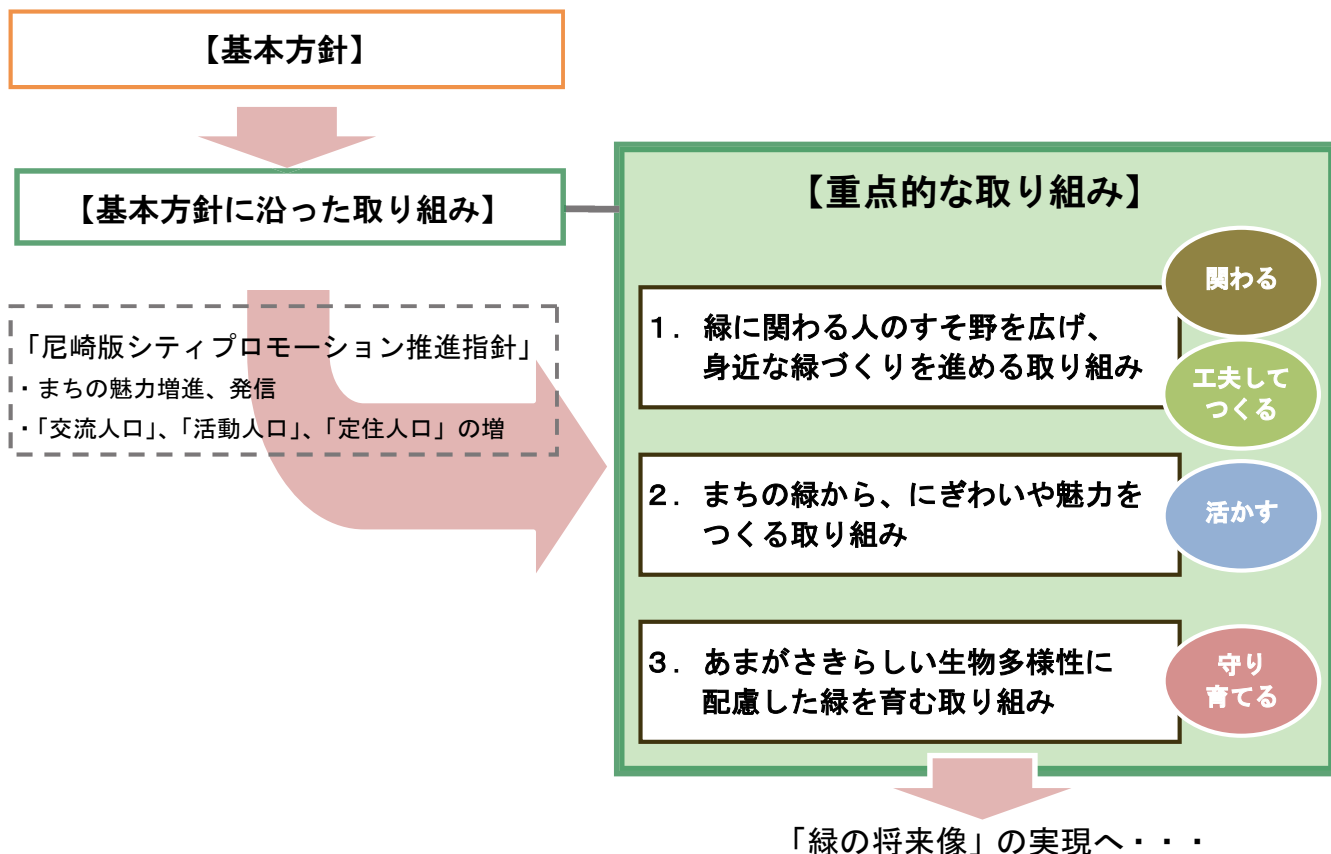 【基本方針】
【基本方針に沿った取り組み】
「尼崎版シティプロモーション推進指針」
・まちの魅力増進、発信
・「交流人口」、「活動人口」、「定住人口」の増
【重点的な取り組み】
関わる
１．緑に関わる人のすそ野を広げ、
身近な緑づくりを進める取り組み
工夫して
つくる
２．まちの緑から、にぎわいや魅力を
つくる取り組み
活かす
３．あまがさきらしい生物多様性に
配慮した緑を育む取り組み
守り
育てる
「緑の将来像」の実現へ・・・